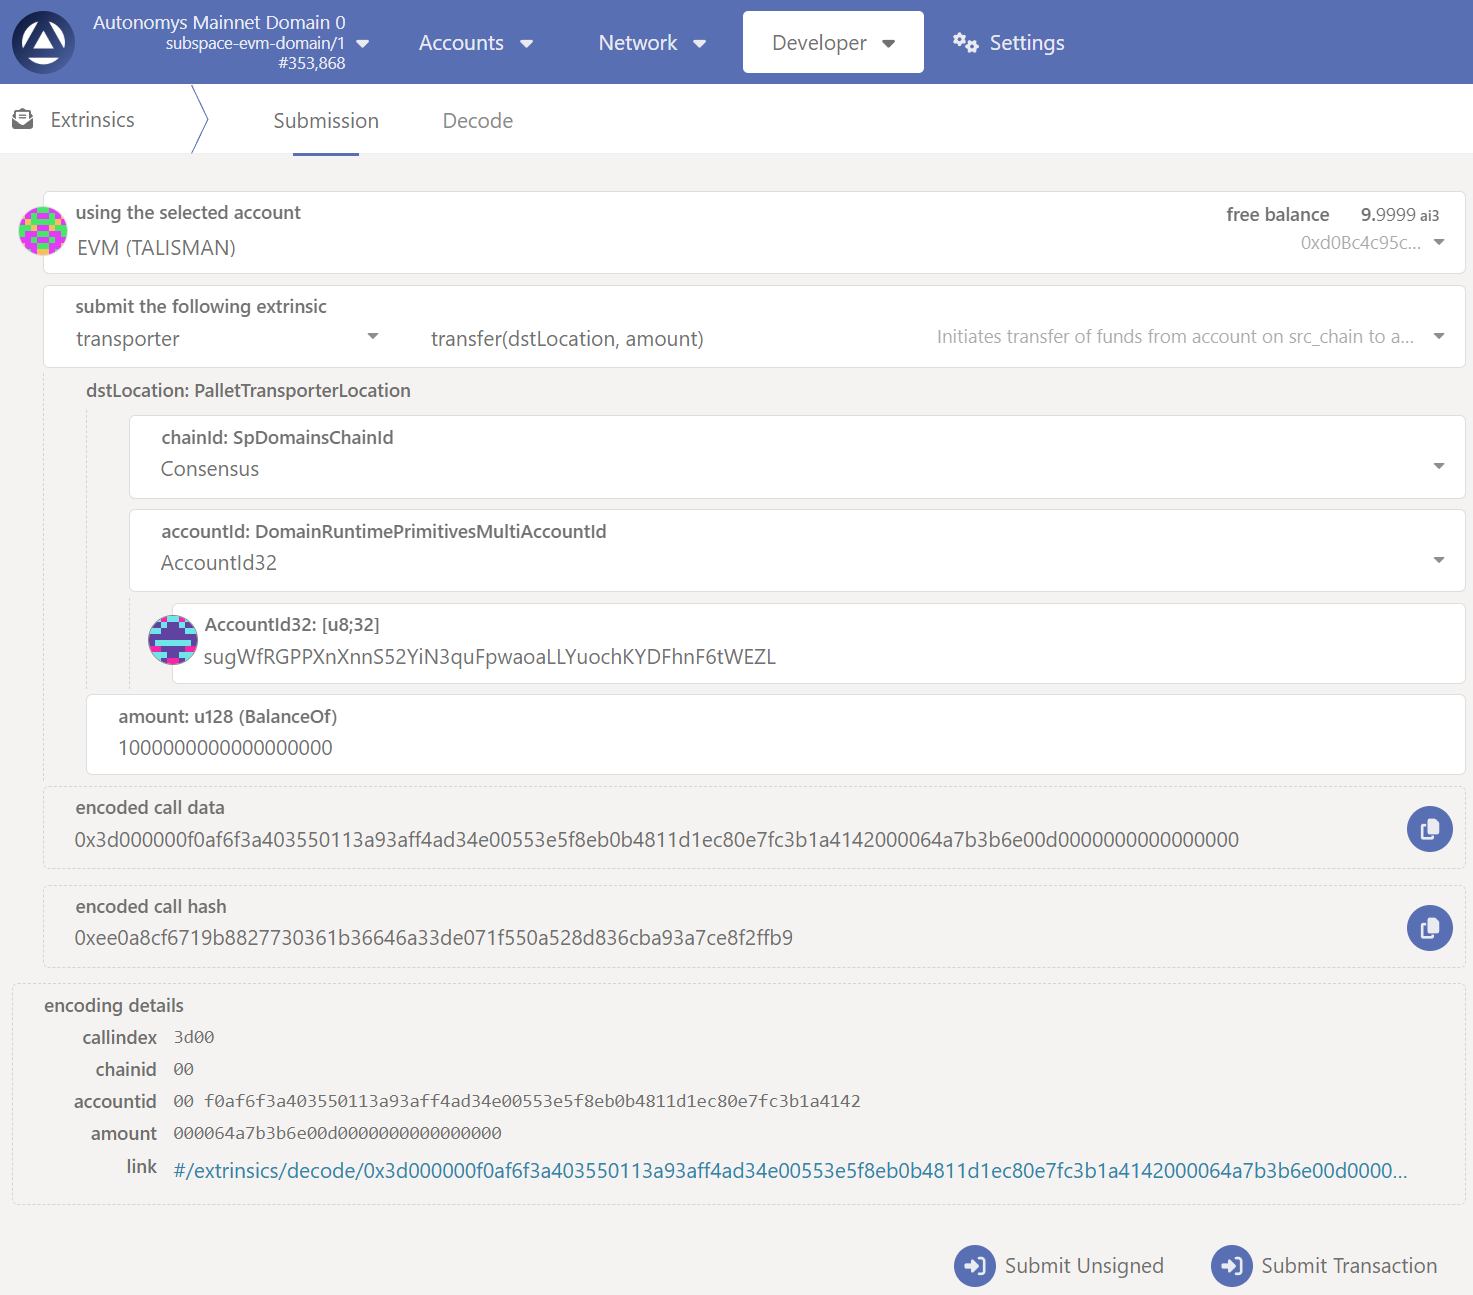 Autonomys Mainnet Domain 0
subspace-evm-domain/1
#353,868
Accounts
Network
Developer
Settings
Extrinsics
Submission
Decode
using the selected account
EVM (TALISMAN)
free balance 9.9999 ai3
0xd0Bc4c95c...
submit the following extrinsic
transporter
transfer(dstLocation, amount)
Initiates transfer of funds from account on src_chain to a...
dstLocation: PalletTransporterLocation
chainId: SpDomainsChainId
Consensus
accountId: DomainRuntimePrimitivesMultiAccountId
AccountId32
AccountId32: [u8;32]
sugWfRGPPXnXnnS52YiN3quFpwaoaLLYuochKYDFhnF6tWEZL
amount: u128 (BalanceOf)
1000000000000000000
encoded call data
0x3d000000f0af6f3a403550113a93aff4ad34e00553e5f8eb0b4811d1ec80e7fc3b1a4142000064a7b3b6e00d0000000000000000
encoded call hash
0xee0a8cf6719b8827730361b36646a33de071f550a528d836cba93a7ce8f2ffb9
encoding details
callindex 3d00
chainid 00
accountid 00 f0af6f3a403550113a93aff4ad34e00553e5f8eb0b4811d1ec80e7fc3b1a4142
amount 000064a7b3b6e00d0000000000000000
link #/extrinsics/decode/0x3d000000f0af6f3a403550113a93aff4ad34e00553e5f8eb0b4811d1ec80e7fc3b1a4142000064a7b3b6e00d0000...
Submit Unsigned
Submit Transaction